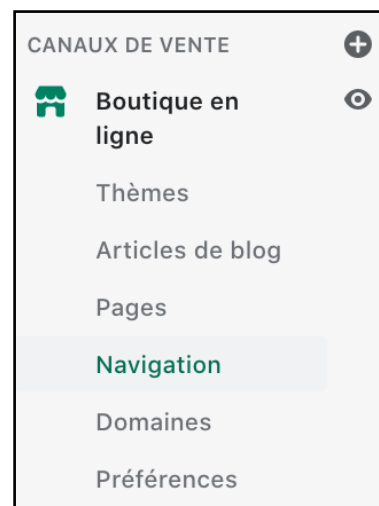 CANAUX DE VENTE
Boutique en
ligne
Thèmes
Articles de blog
Pages
Navigation
Domaines
Préférences